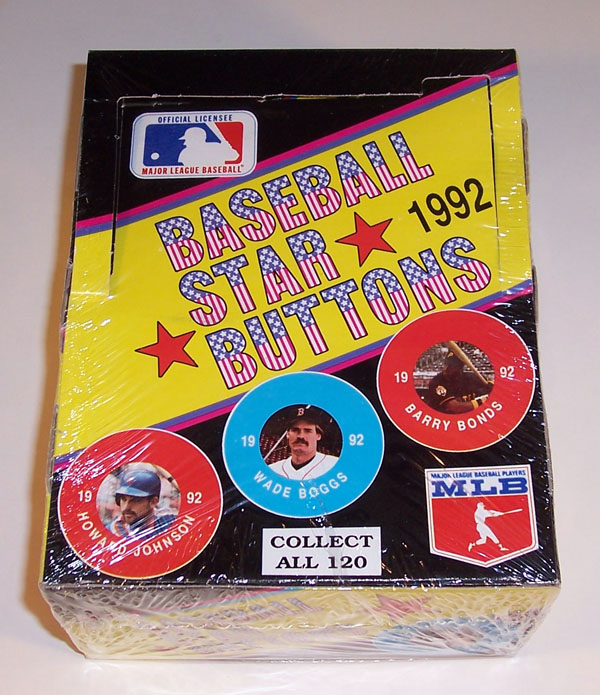 OFFICIAL LICENSEE
MAJOR LEAGUE BASEBALL
BASEBALL
STAR
1992
BUTTONS
19 92
BARRY BONDS
19 92
B
WADE BOGGS
19 92
HOWARD JOHNSON
MAJOR LEAGUE BASEBALL PLAYERS
MLB
COLLECT
ALL 120